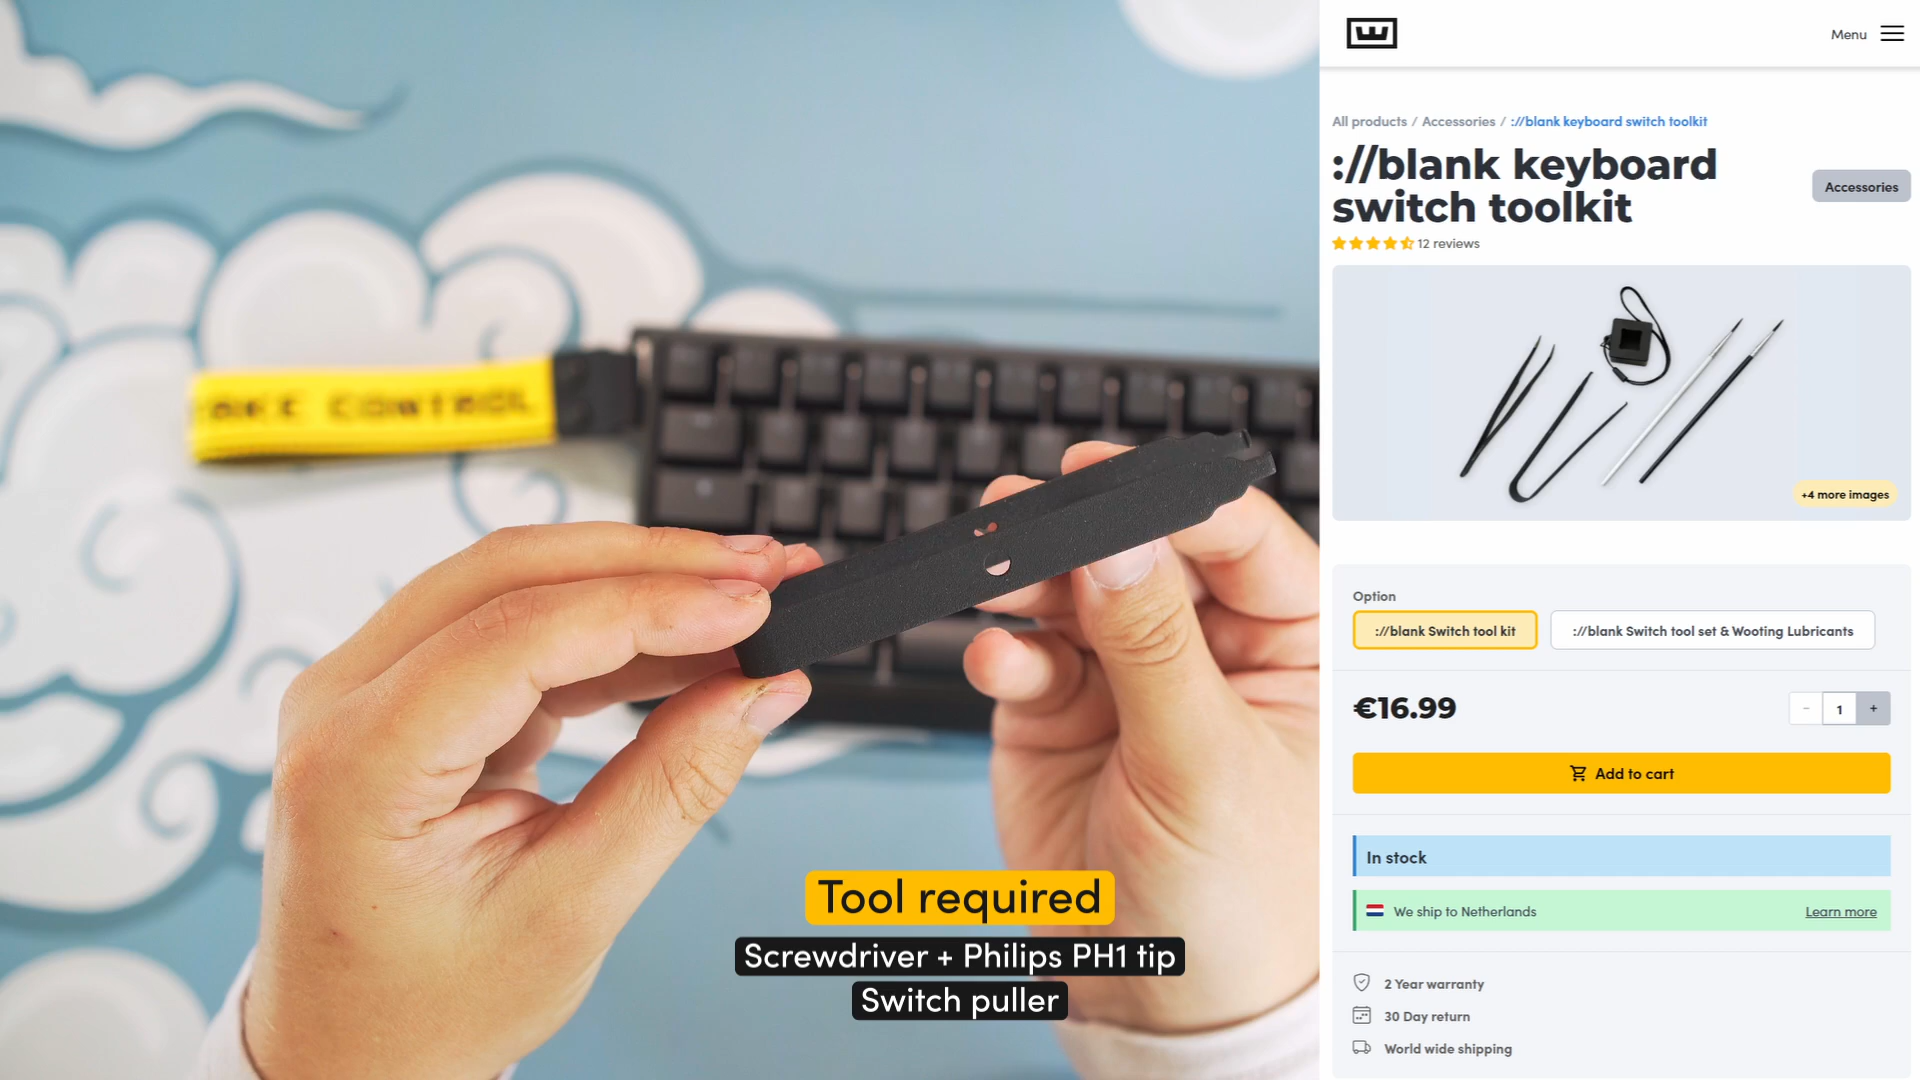 CONTROL
Tool required
Screwdriver + Philips PH1 tip
Switch puller
Menu
All products / Accessories / ://blank keyboard switch toolkit
://blank keyboard
switch toolkit
Accessories
12 reviews
+4 more images
Option
://blank Switch tool kit
://blank Switch tool set & Wooting Lubricants
€16.99
- 1 +
Add to cart
In stock
We ship to Netherlands
Learn more
2 Year warranty
30 Day return
World wide shipping